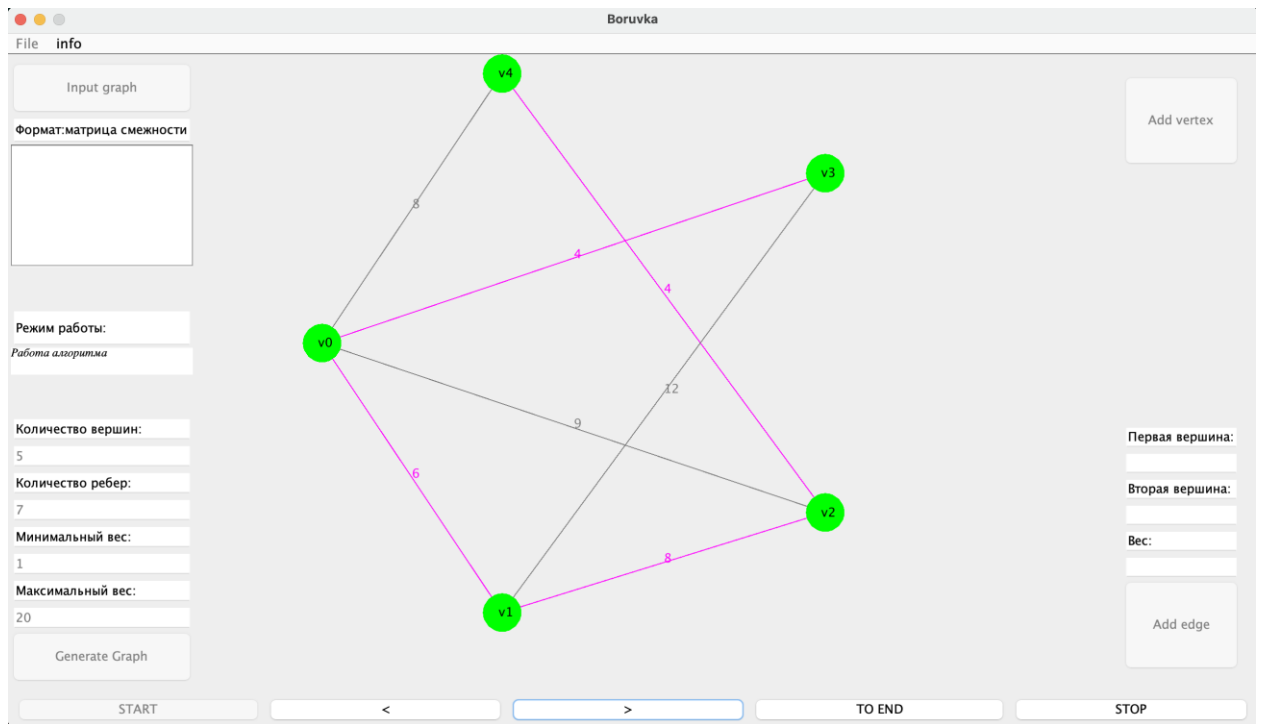 Boruvka
File info
Input graph
Формат:матрица смежности
Режим работы:
Работа алгоритма
Количество вершин:
5
Количество ребер:
7
Минимальный вес:
1
Максимальный вес:
20
Generate Graph
v4
v3
8
4
4
v0
12
9
6
v2
8
v1
Add vertex
Первая вершина:
Вторая вершина:
Вес:
Add edge
START < > TO END STOP